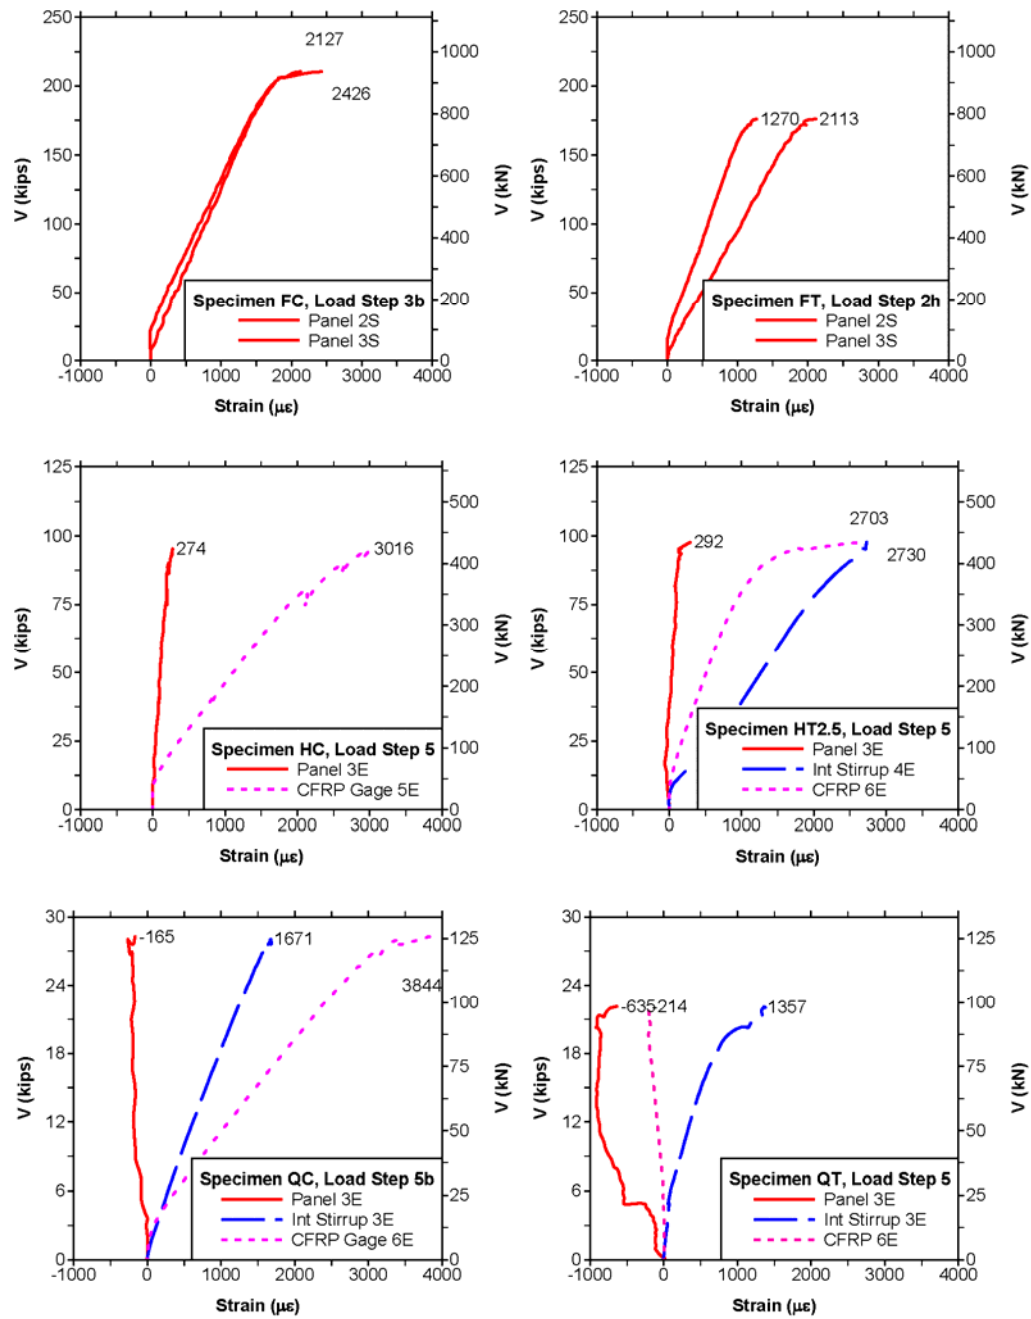 250
200
150
100
50
0
V (kips)
1000
800
600
400
200
0
V (kN)
2127
2426
Specimen FC, Load Step 3b
Panel 2S
Panel 3S
-1000 0 1000 2000 3000 4000
Strain (με)
250
200
150
100
50
0
V (kips)
1000
800
600
400
200
0
V (kN)
1270
2113
Specimen FT, Load Step 2h
Panel 2S
Panel 3S
-1000 0 1000 2000 3000 4000
Strain (με)
125
100
75
50
25
0
V (kips)
500
400
300
200
100
0
V (kN)
274
3016
Specimen HC, Load Step 5
Panel 3E
CFRP Gage 5E
-1000 0 1000 2000 3000 4000
Strain (με)
125
100
75
50
25
0
V (kips)
500
400
300
200
100
0
V (kN)
292
2703
2730
Specimen HT2.5, Load Step 5
Panel 3E
Int Stirrup 4E
CFRP 6E
-1000 0 1000 2000 3000 4000
Strain (με)
30
24
18
12
6
0
V (kips)
125
100
75
50
25
0
V (kN)
-165
1671
3844
Specimen QC, Load Step 5b
Panel 3E
Int Stirrup 3E
CFRP Gage 6E
-1000 0 1000 2000 3000 4000
Strain (με)
30
24
18
12
6
0
V (kips)
125
100
75
50
25
0
V (kN)
-635
-214
1357
Specimen QT, Load Step 5
Panel 3E
Int Stirrup 3E
CFRP 6E
-1000 0 1000 2000 3000 4000
Strain (με)